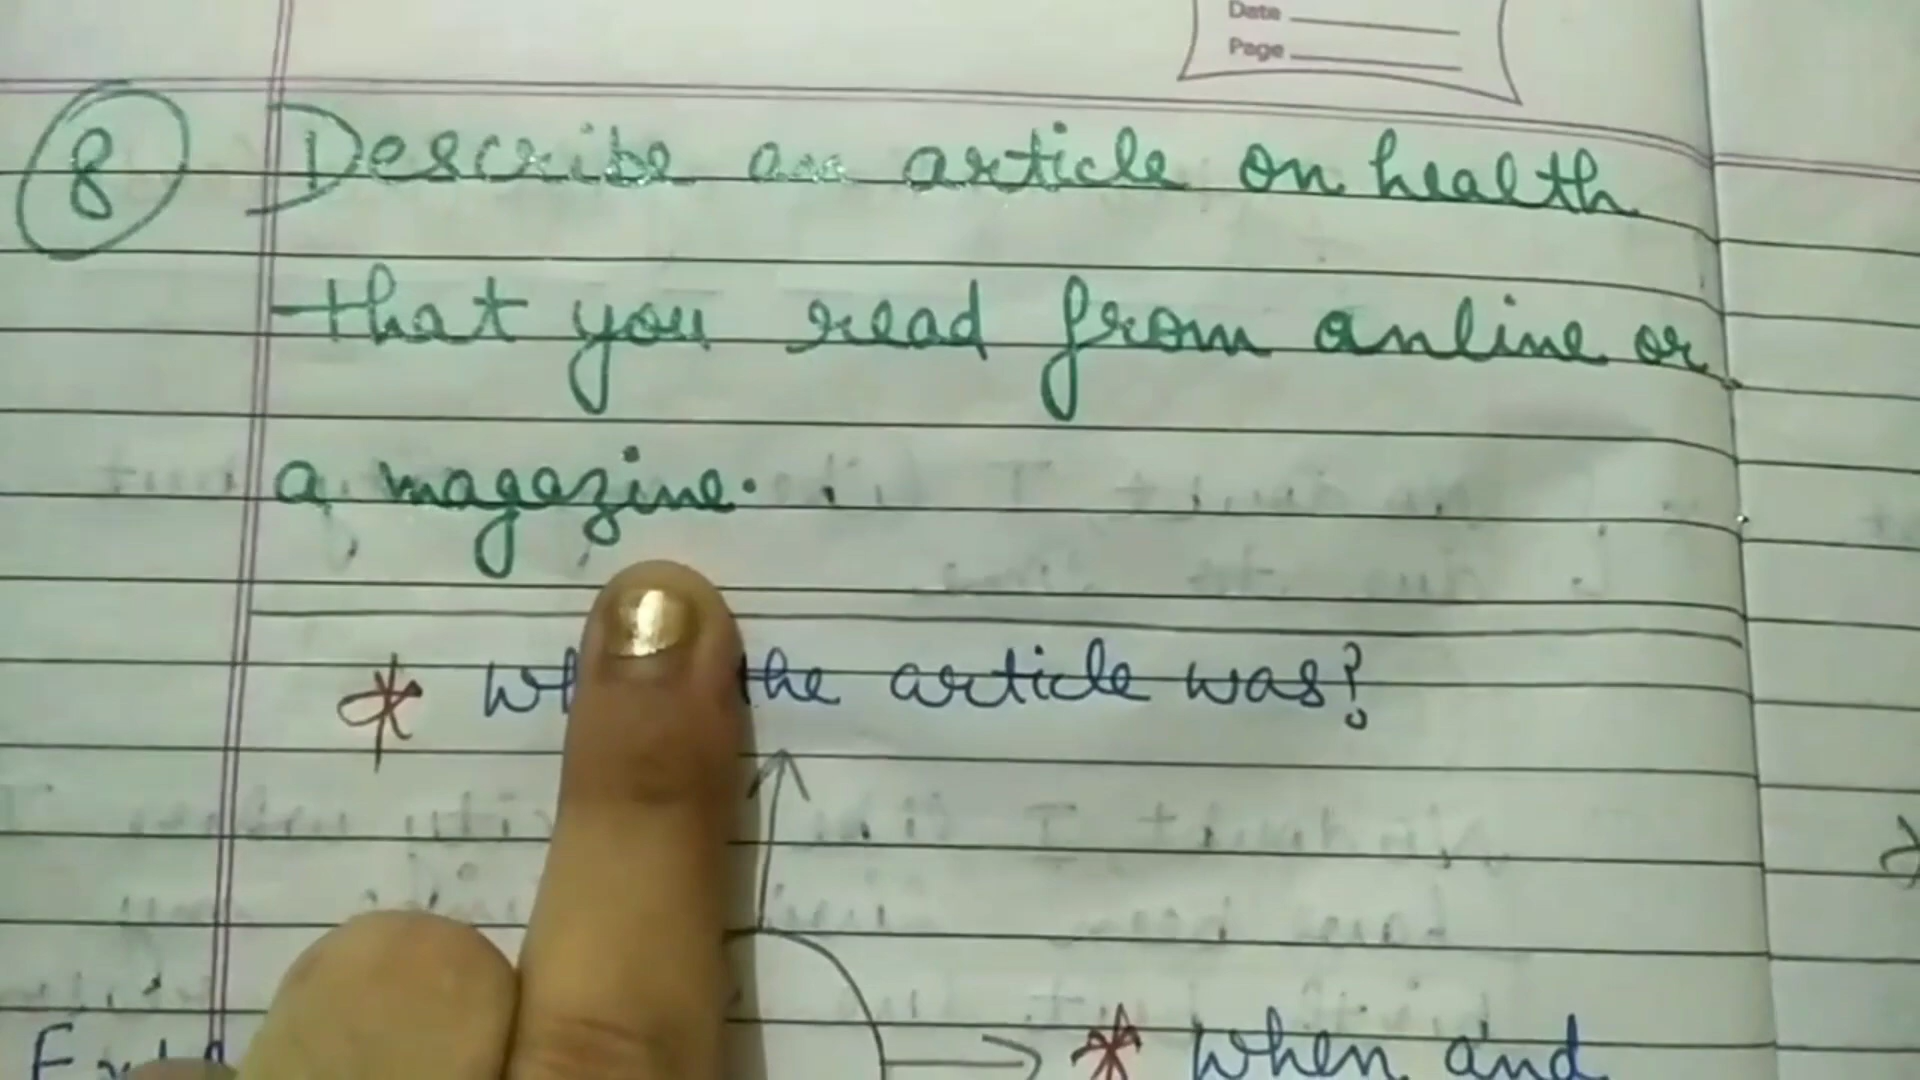 Date
Page
8 Describe an article on health
that you read from online or
a magazine.
* the article was?
* When and